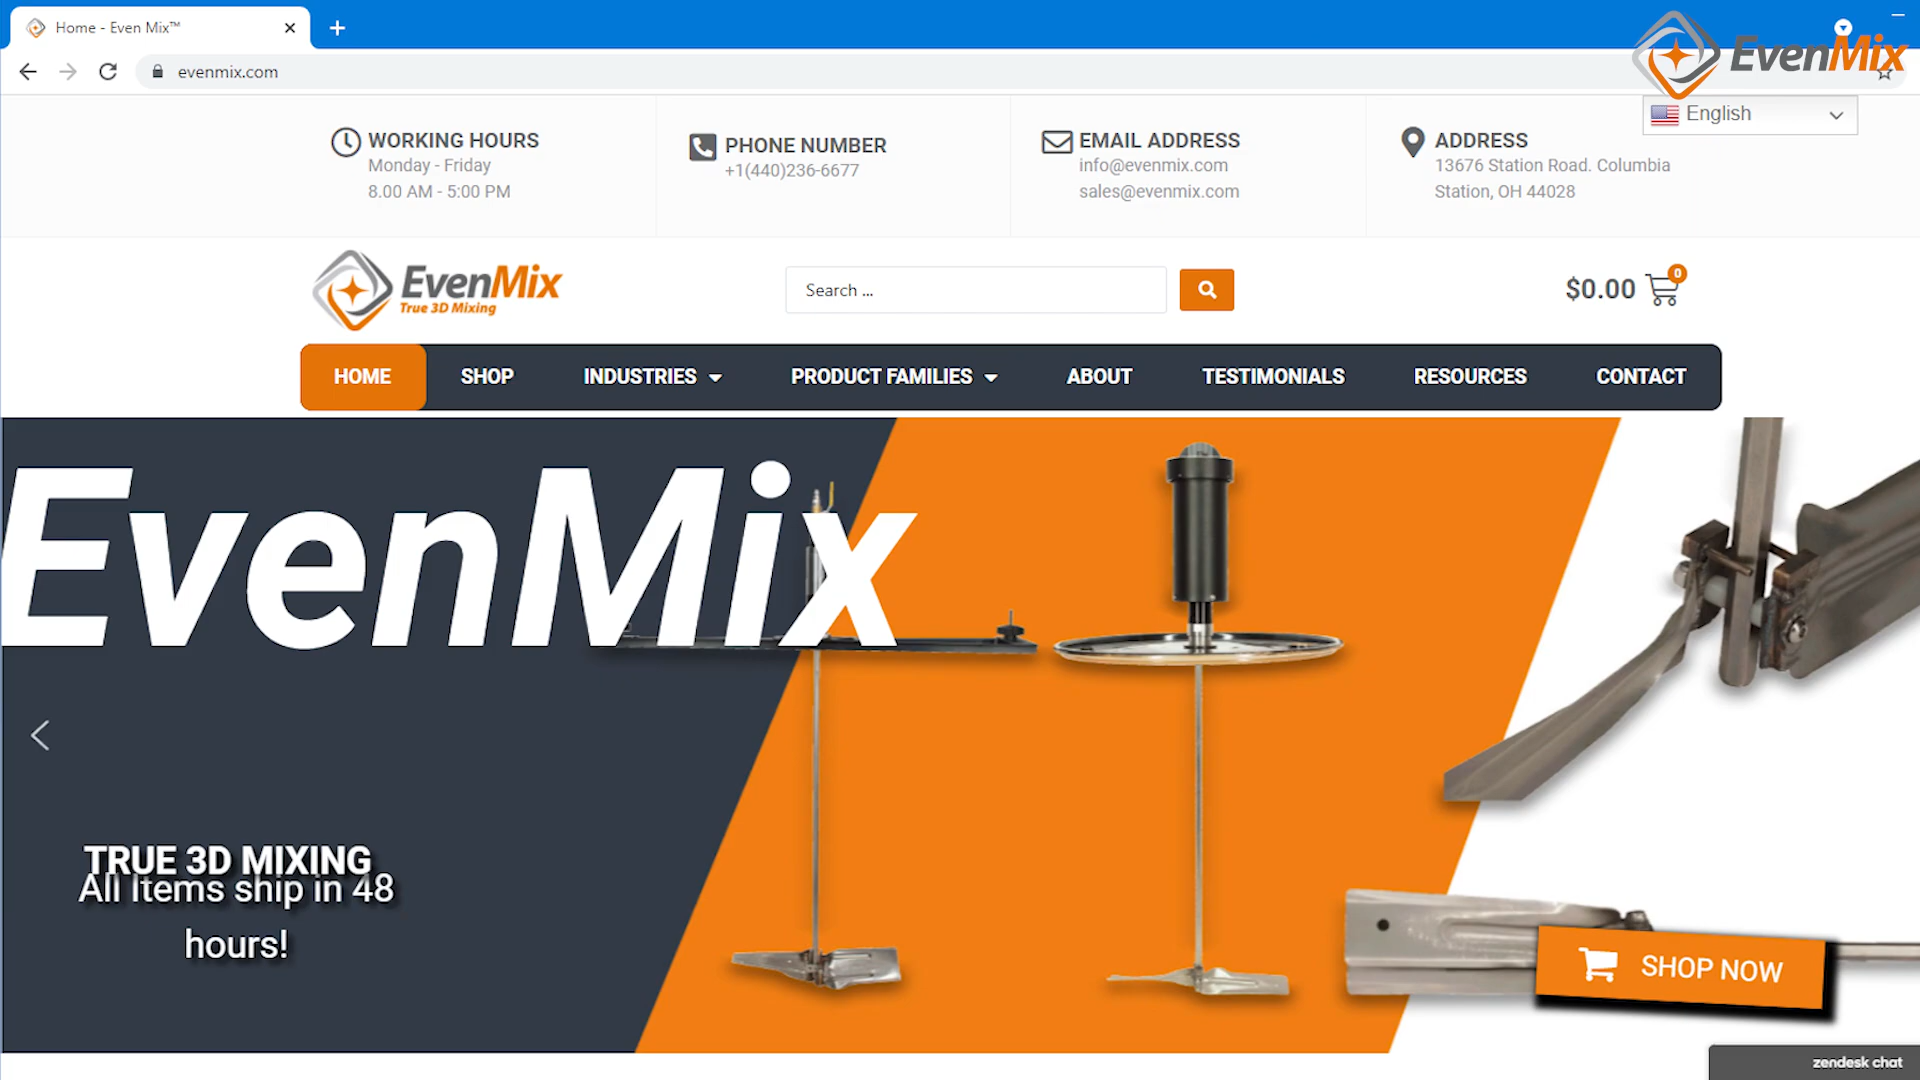 Home - Even Mix™
evenmix.com
EvenMix
English
WORKING HOURS
Monday - Friday
8.00 AM - 5:00 PM
PHONE NUMBER
+1(440)236-6677
EMAIL ADDRESS
info@evenmix.com
sales@evenmix.com
ADDRESS
13676 Station Road. Columbia
Station, OH 44028
EvenMix
True 3D Mixing
Search ...
$0.00
0
HOME SHOP INDUSTRIES PRODUCT FAMILIES ABOUT TESTIMONIALS RESOURCES CONTACT
EvenMix
TRUE 3D MIXING
All Items ship in 48
hours!
SHOP NOW
zendesk chat